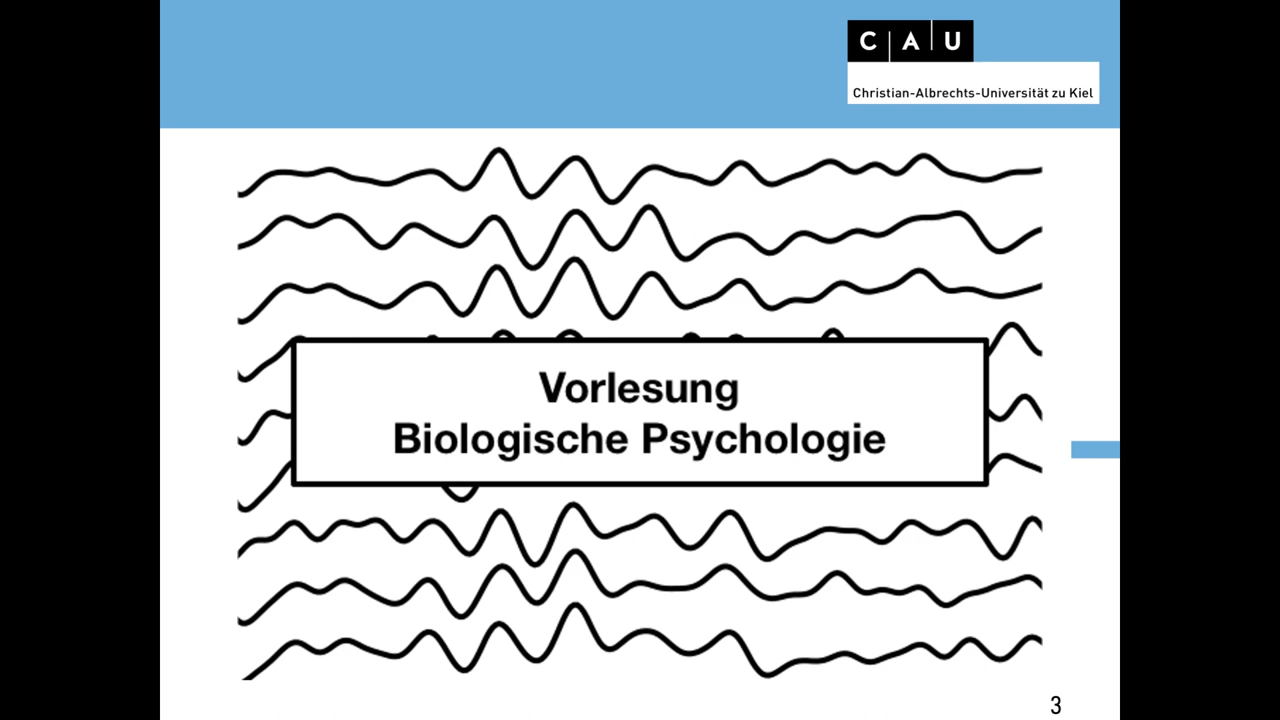 C A U
Christian-Albrechts-Universität zu Kiel
Vorlesung
Biologische Psychologie
3